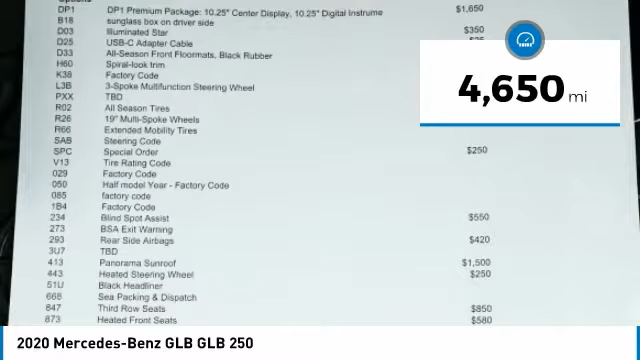 DP1 DP1 Premium Package: 10.25" Center Display, 10.25" Digital Instrume $1,650
B18 sunglass box on driver side
D03 Illuminated Star $350
D25 USB-C Adapter Cable
D33 All-Season Front Floormats, Black Rubber
H60 Spiral-look trim
K38 Factory Code
L3B 3-Spoke Multifunction Steering Wheel
PXX TBD
R02 All Season Tires
R26 19" Multi-Spoke Wheels
R66 Extended Mobility Tires
SAB Steering Code
SPC Special Order $250
V13 Tire Rating Code
029 Factory Code
050 Half model Year - Factory Code
085 factory code
1B4 Factory Code
234 Blind Spot Assist $550
273 BSA Exit Warning
293 Rear Side Airbags $420
3U7 TBD
413 Panorama Sunroof $1,500
443 Heated Steering Wheel $250
51U Black Headliner
668 Sea Packing & Dispatch
847 Third Row Seats $850
873 Heated Front Seats $580
4,650 mi
2020 Mercedes-Benz GLB GLB 250